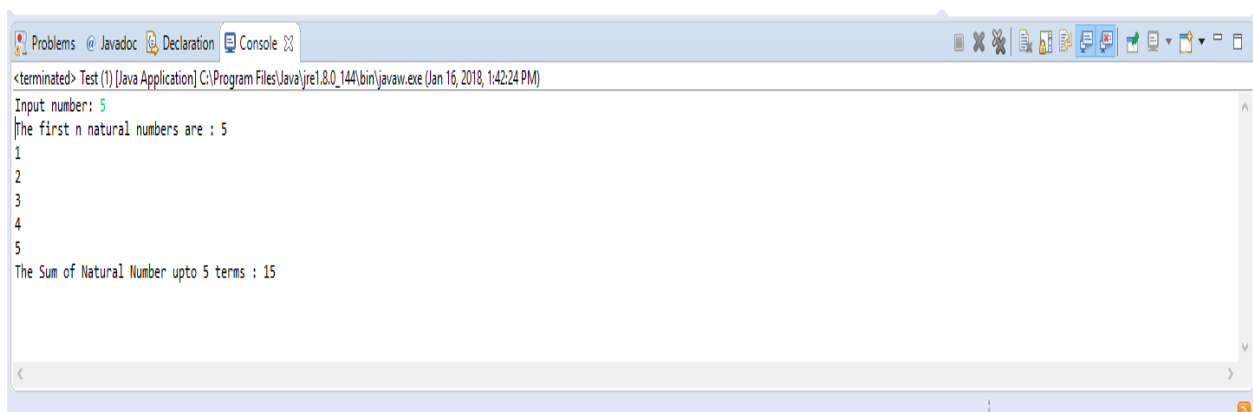 Problems @ Javadoc Declaration Console
<terminated> Test (1) [Java Application] C:\Program Files\Java\jre1.8.0_144\bin\javaw.exe (Jan 16, 2018, 1:42:24 PM)
Input number: 5
The first n natural numbers are : 5
1
2
3
4
5
The Sum of Natural Number upto 5 terms : 15